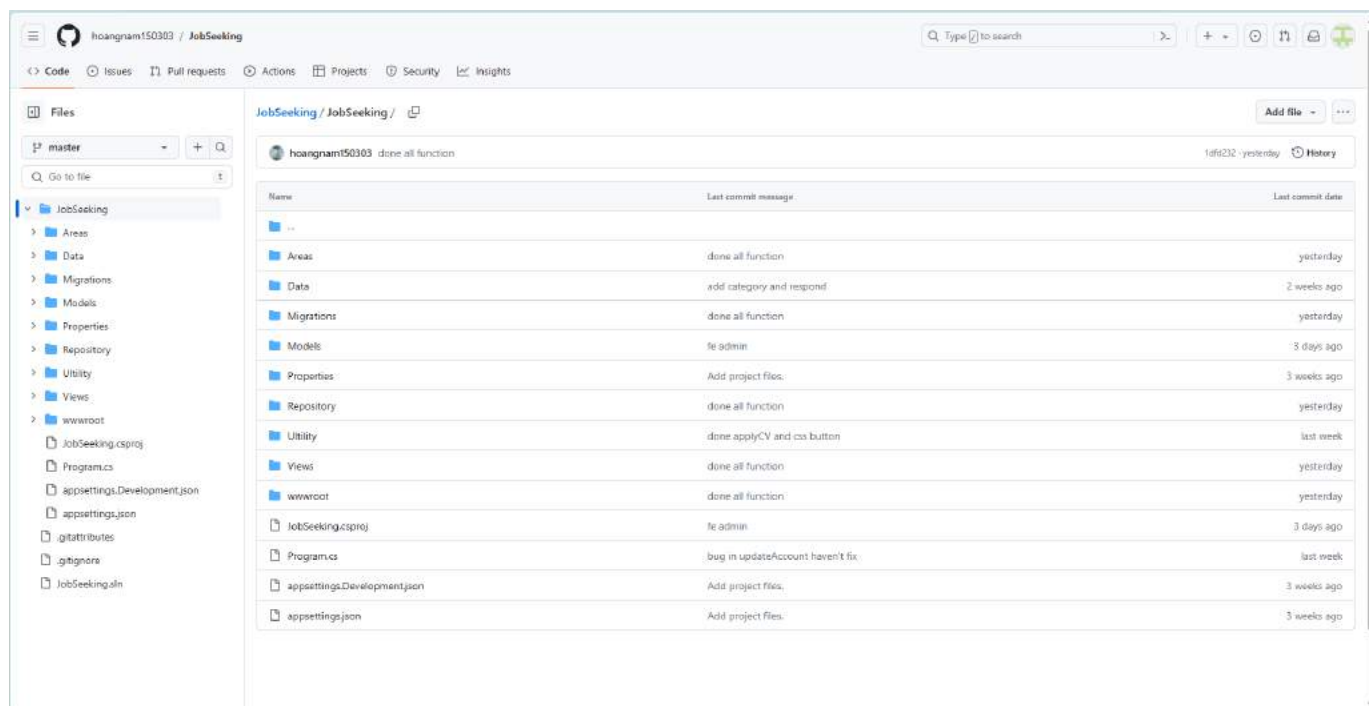 hoangnam150303 / JobSeeking
Type / to search
Code Issues Pull requests Actions Projects Security Insights
Files
master
Go to file t
JobSeeking
Areas
Data
Migrations
Models
Properties
Repository
Ultility
Views
wwwroot
JobSeeking.csproj
Program.cs
appsettings.Development.json
appsettings.json
.gitattributes
.gitignore
JobSeeking.sln
JobSeeking / JobSeeking /
Add file
hoangnam150303 done all function
1dfd232 · yesterday History
Name Last commit message Last commit date
..
Areas done all function yesterday
Data add category and respond 2 weeks ago
Migrations done all function yesterday
Models fe admin 3 days ago
Properties Add project files. 3 weeks ago
Repository done all function yesterday
Ultility done applyCV and css button last week
Views done all function yesterday
wwwroot done all function yesterday
JobSeeking.csproj fe admin 3 days ago
Program.cs bug in updateAccount haven't fix last week
appsettings.Development.json Add project files. 3 weeks ago
appsettings.json Add project files. 3 weeks ago